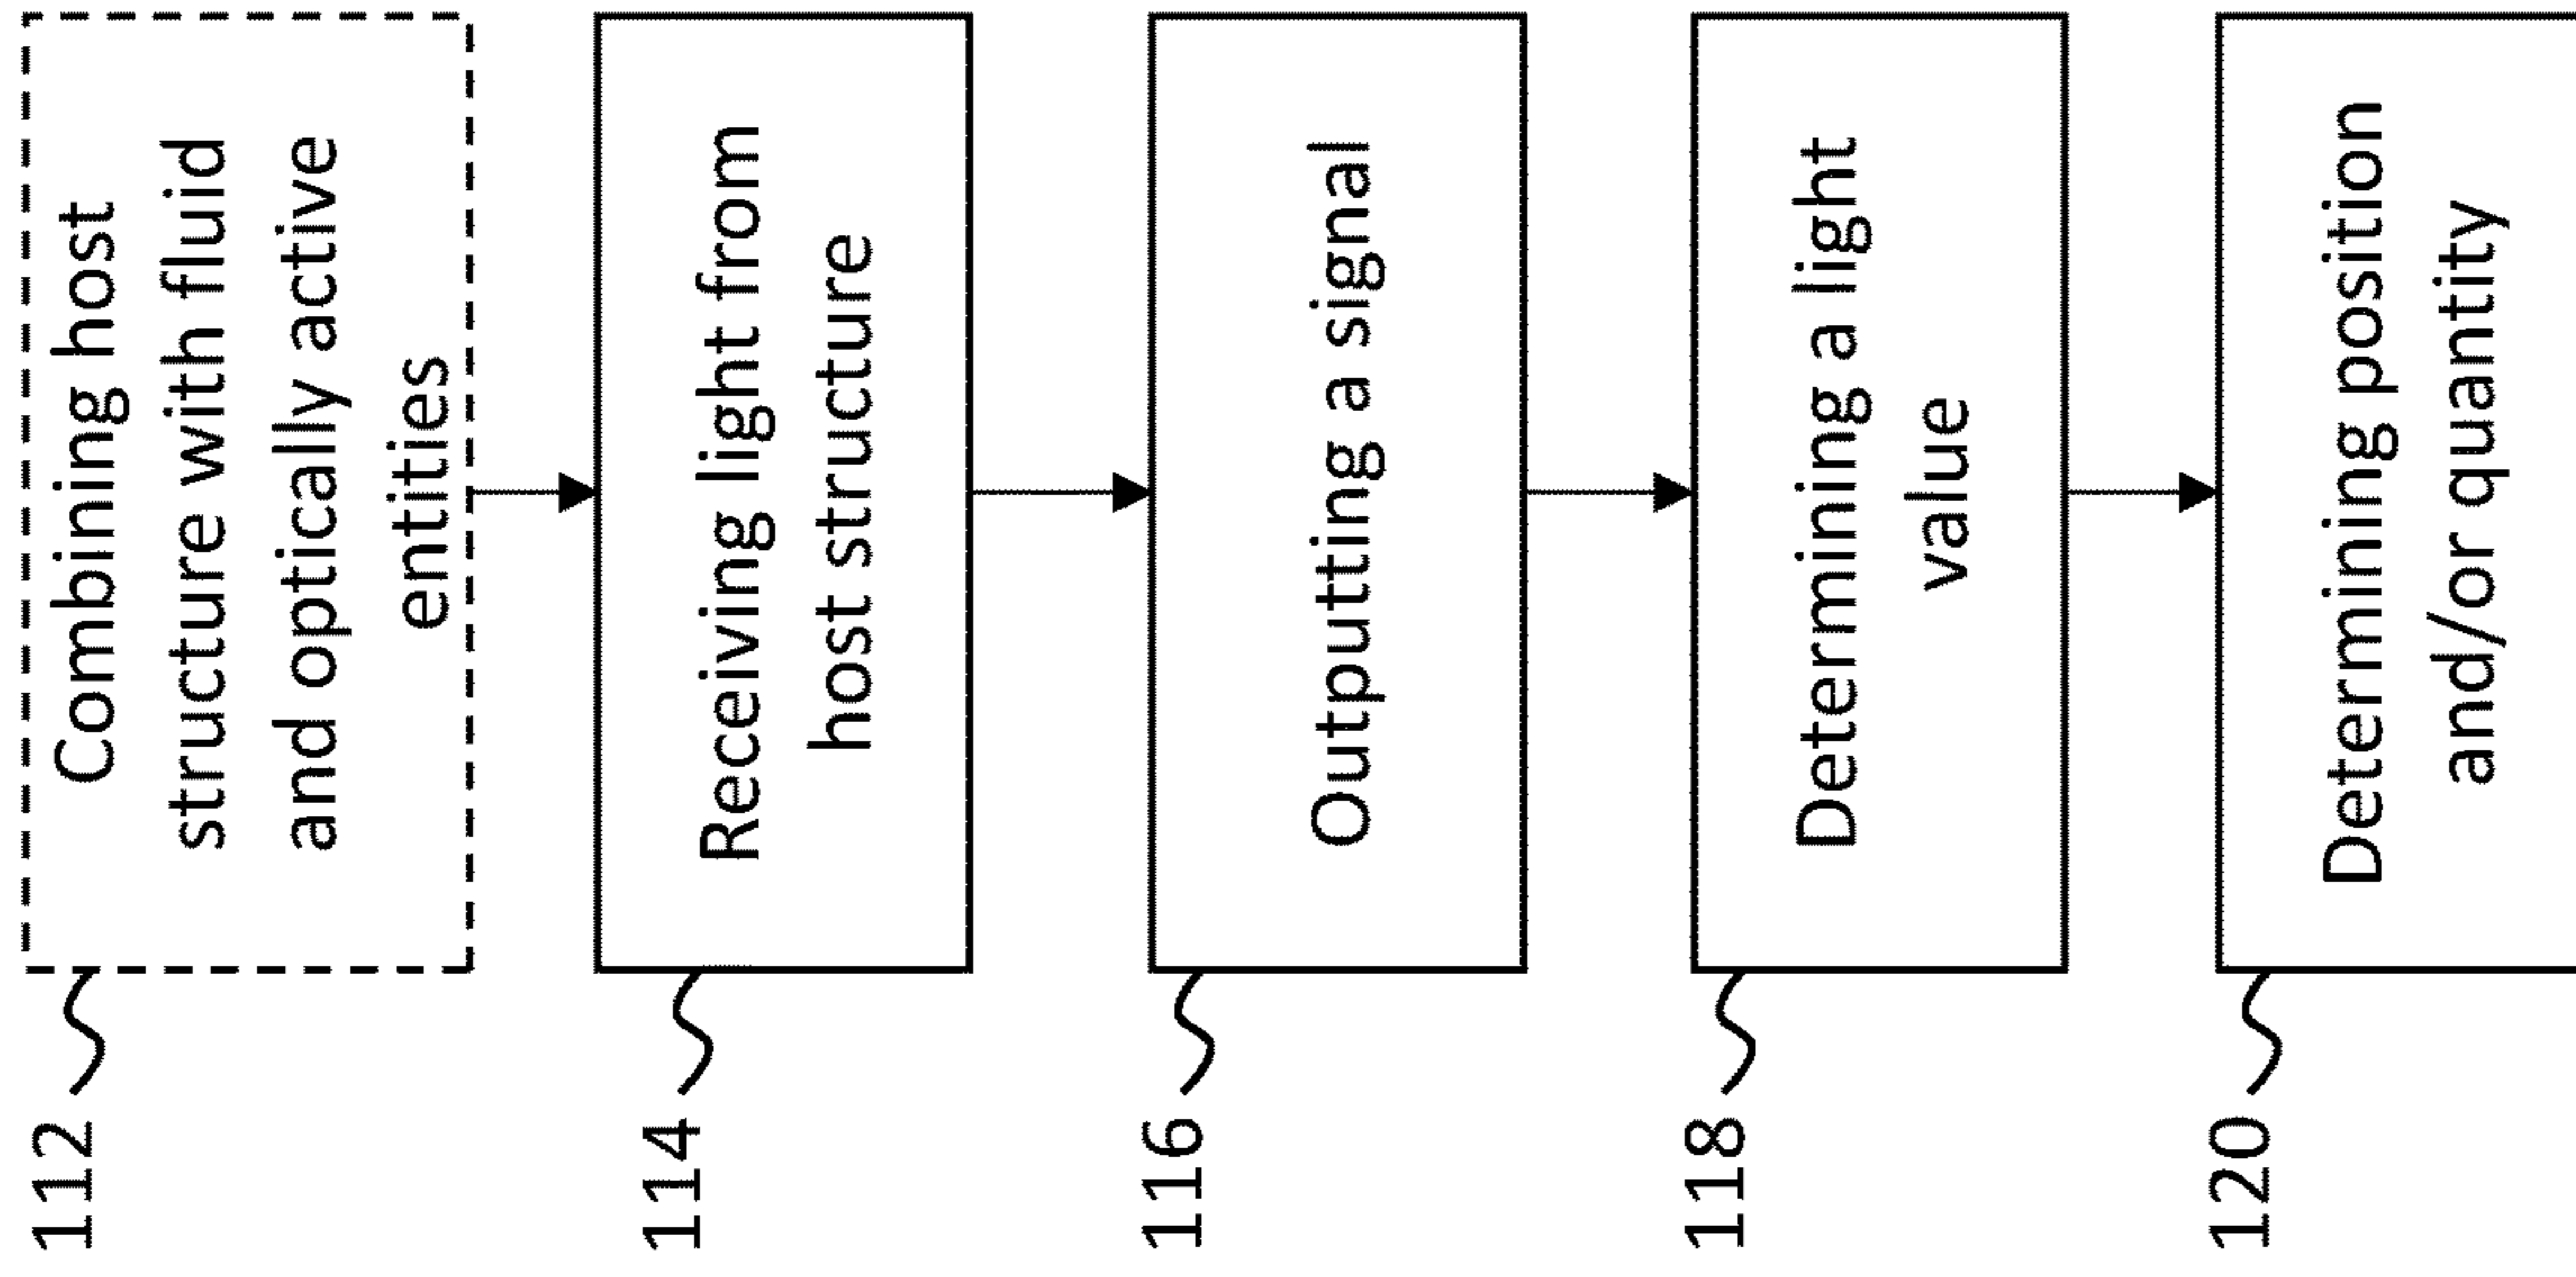 112
Combining host
structure with fluid
and optically active
entities
114
Receiving light from
host structure
116
Outputting a signal
118
Determining a light
value
120
Determining position
and/or quantity